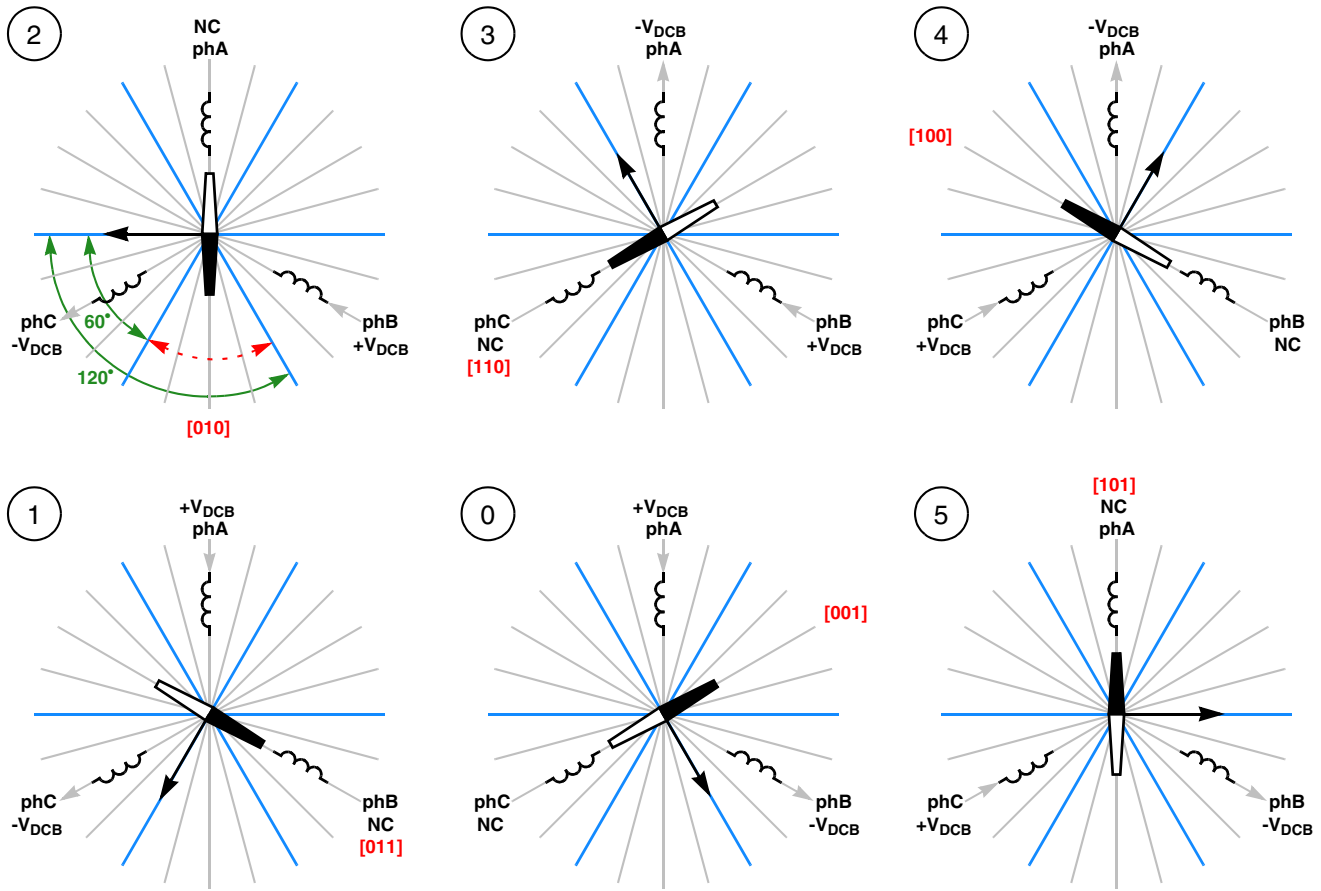 2
NC
phA
phC
-VDCB
60°
120°
phB
+VDCB
[010]
3
-VDCB
phA
phC
NC
[110]
phB
+VDCB
4
-VDCB
phA
[100]
phC
+VDCB
phB
NC
1
+VDCB
phA
phC
-VDCB
phB
NC
[011]
0
+VDCB
phA
[001]
phC
NC
phB
-VDCB
5
[101]
NC
phA
phC
+VDCB
phB
-VDCB